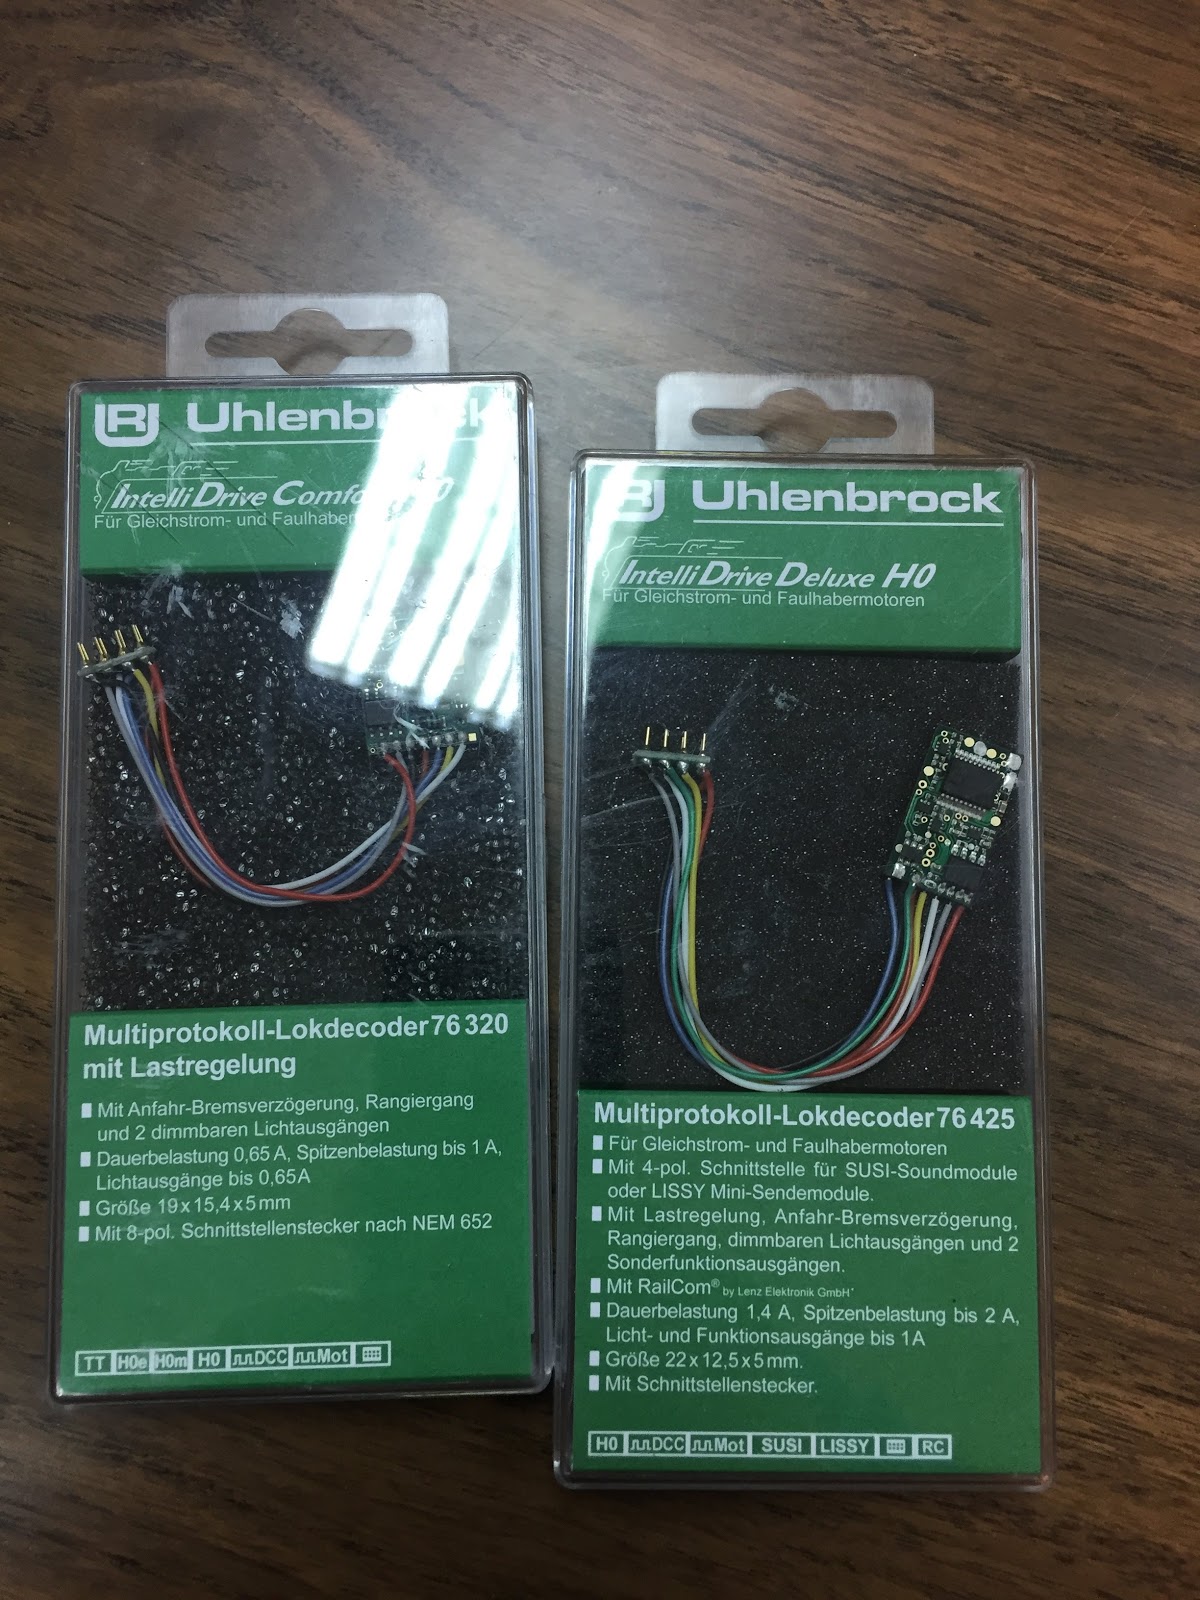 Uhlenbrock
IntelliDrive
Für Gleichstrom- und Faulhaber
Multiprotokoll-Lokdecoder 76 320
mit Lastregelung
Mit Anfahr-Bremsverzögerung, Rangiergang
und 2 dimmbaren Lichtausgängen
Dauerbelastung 0,65 A, Spitzenbelastung bis 1 A,
Lichtausgänge bis 0,65A
Größe 19 x 15,4 x 5 mm
Mit 8-pol. Schnittstellenstecker nach NEM 652
TT H0e H0m H0 DCC Mot
Uhlenbrock
IntelliDrive Deluxe H0
Für Gleichstrom- und Faulhabermotoren
Multiprotokoll-Lokdecoder 76 425
Für Gleichstrom- und Faulhabermotoren
Mit 4-pol. Schnittstelle für SUSI-Soundmodule
oder LISSY Mini-Sendemodule.
Mit Lastregelung, Anfahr-Bremsverzögerung,
Rangiergang, dimmbaren Lichtausgängen und 2
Sonderfunktionsausgängen.
Mit RailCom® by Lenz Elektronik GmbH*
Dauerbelastung 1,4 A, Spitzenbelastung bis 2 A,
Licht- und Funktionsausgänge bis 1A
Größe 22 x 12,5 x 5 mm.
Mit Schnittstellenstecker.
H0 DCC Mot SUSI LISSY RC